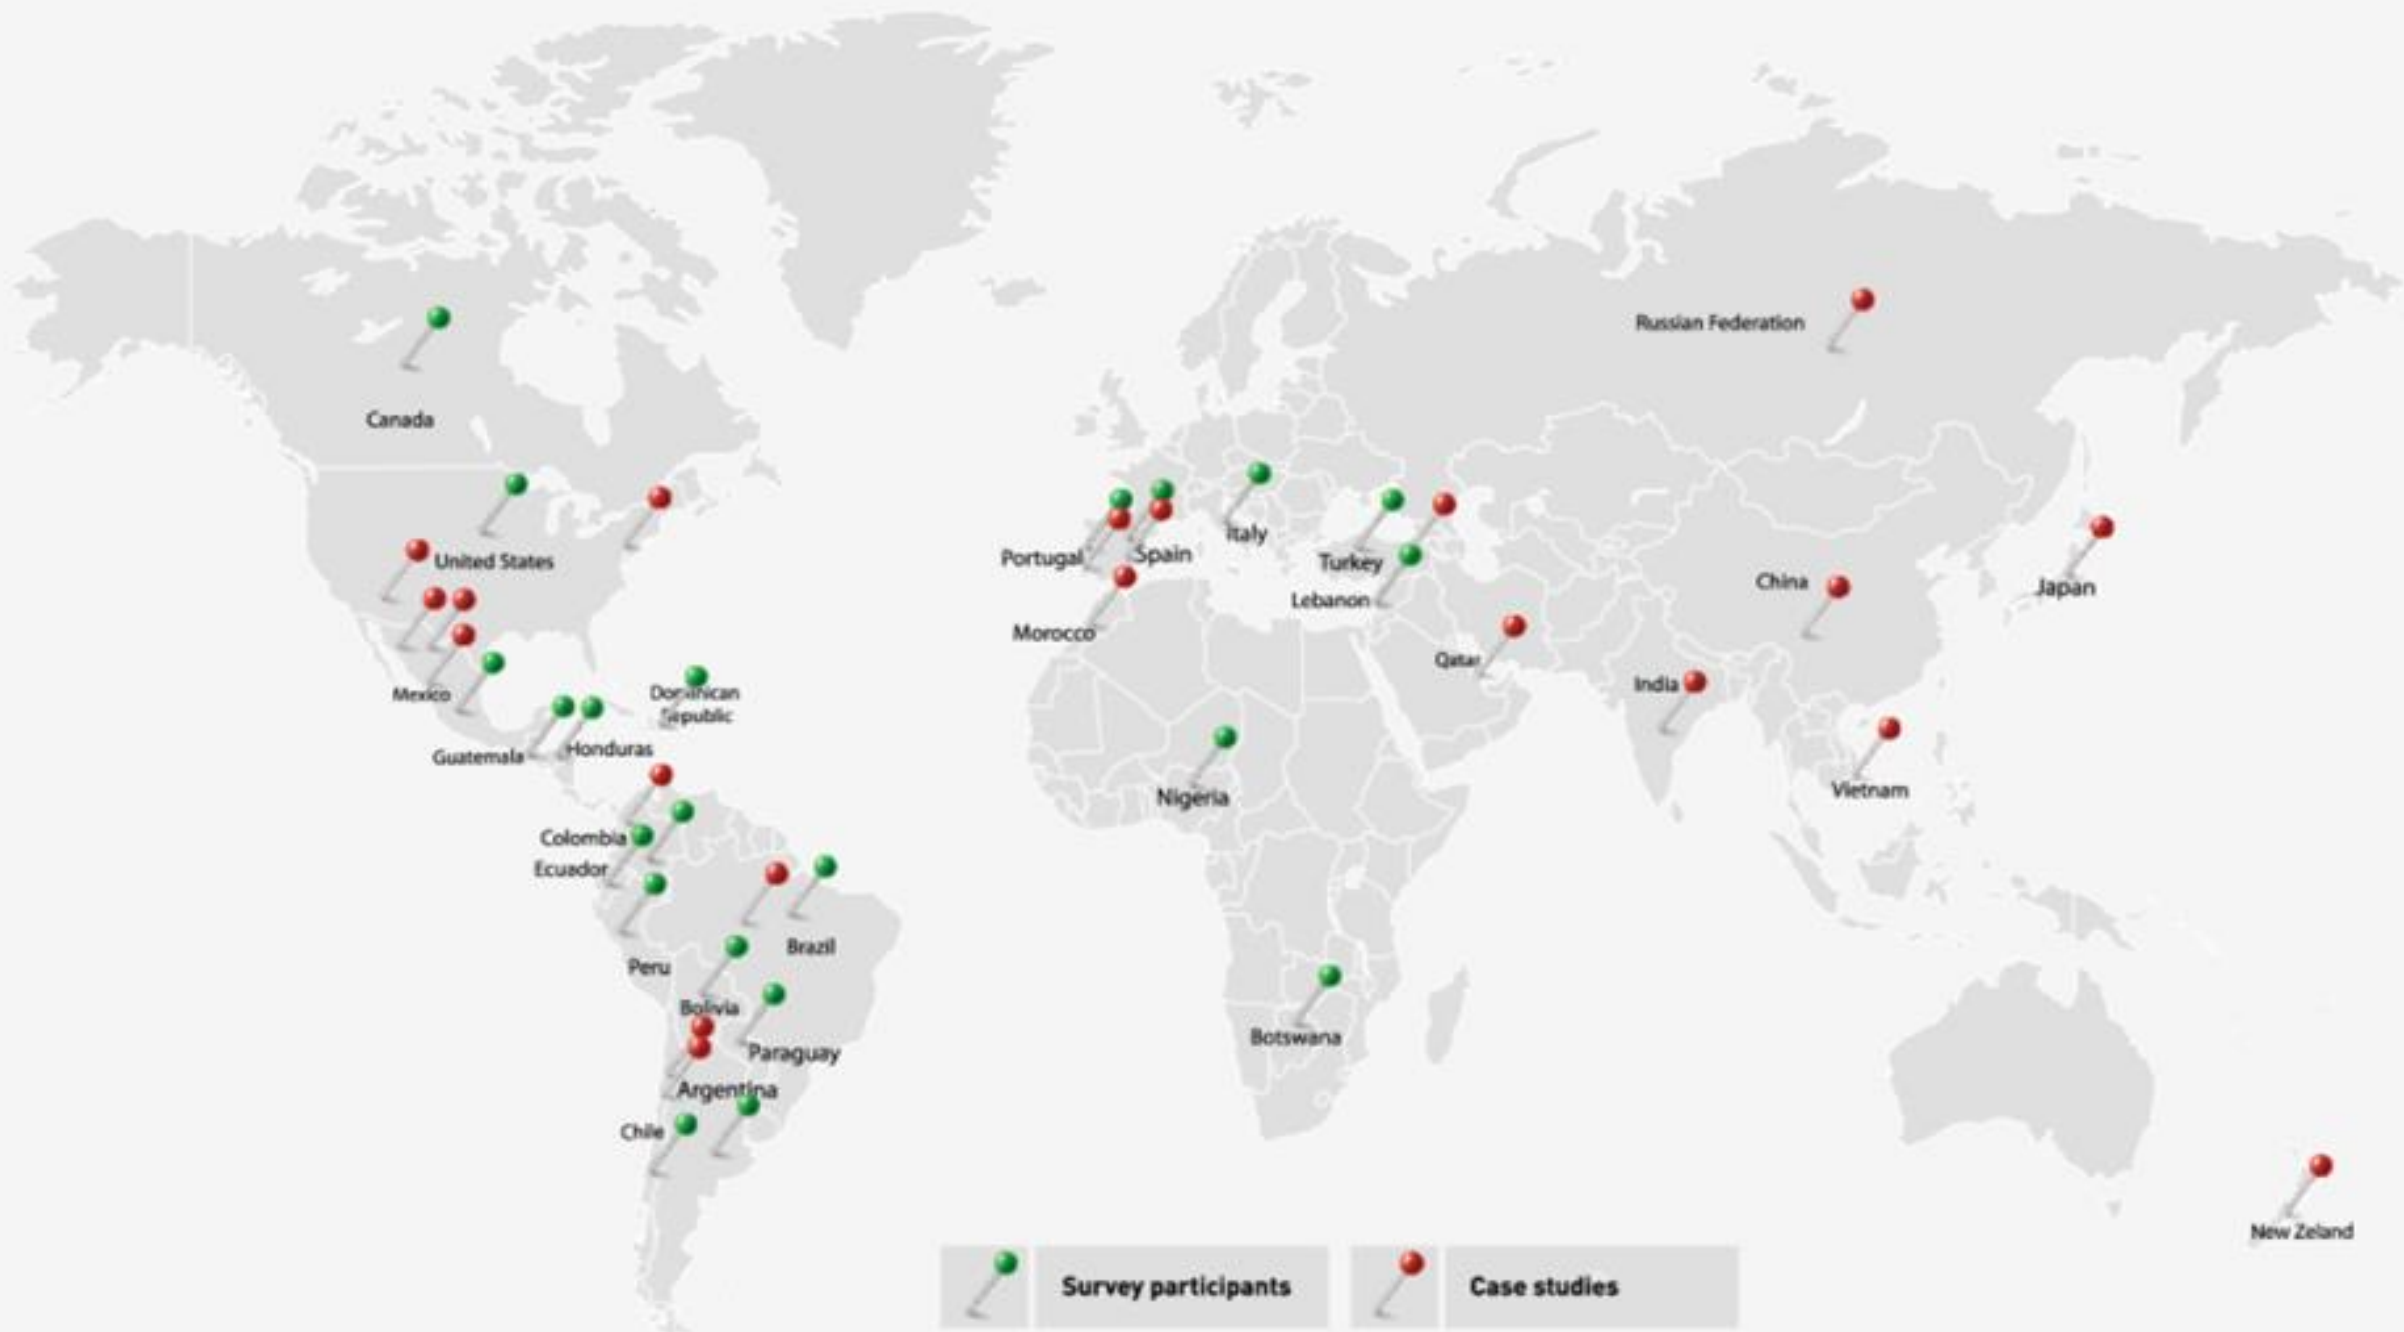 Russian Federation
Canada
United States
Italy
Portugal
Spain
Turkey
China
Japan
Lebanon
Morocco
Qatar
India
Mexico
Dominican
Republic
Guatemala
Honduras
Nigeria
Vietnam
Colombia
Ecuador
Brazil
Peru
Bolivia
Botswana
Paraguay
Argentina
Chile
New Zeland
Survey participants
Case studies